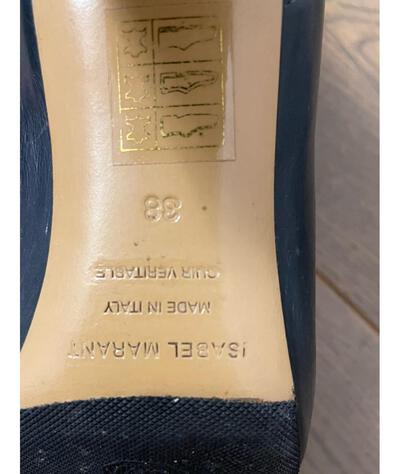 ISABEL MARANT
MADE IN ITALY
CUIR VERITABLE
38